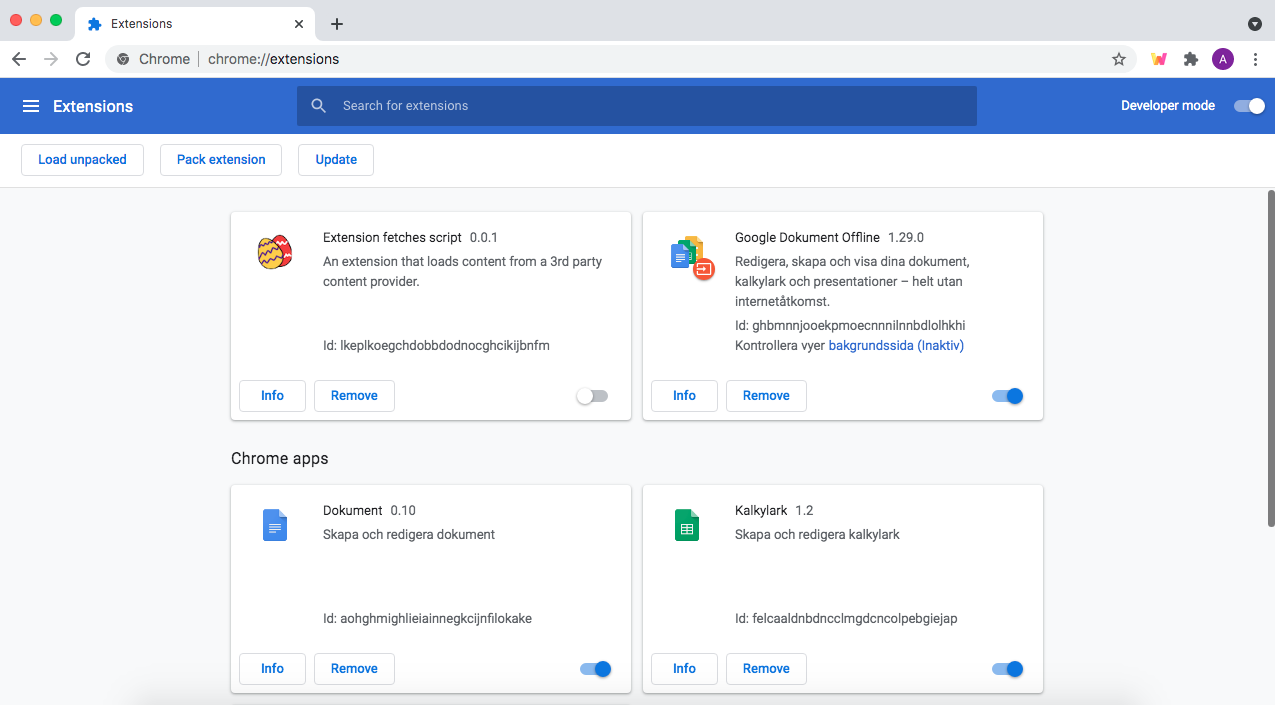 Extensions
Chrome
chrome://extensions
A
Extensions
Search for extensions
Developer mode
Load unpacked
Pack extension
Update
Extension fetches script 0.0.1
An extension that loads content from a 3rd party
content provider.
Id: lkeplkoegchdobbdodnocghcikijbnfm
Info
Remove
Google Dokument Offline 1.29.0
Redigera, skapa och visa dina dokument,
kalkylark och presentationer – helt utan
internetåtkomst.
Id: ghbmnnjooekpmoecnnnilnnbdlolhkhi
Kontrollera vyer bakgrundssida (Inaktiv)
Info
Remove
Chrome apps
Dokument 0.10
Skapa och redigera dokument
Id: aohghmighlieiainnegkcijnfilokake
Info
Remove
Kalkylark 1.2
Skapa och redigera kalkylark
Id: felcaaldnbdncclmgdcncolpebgiejap
Info
Remove